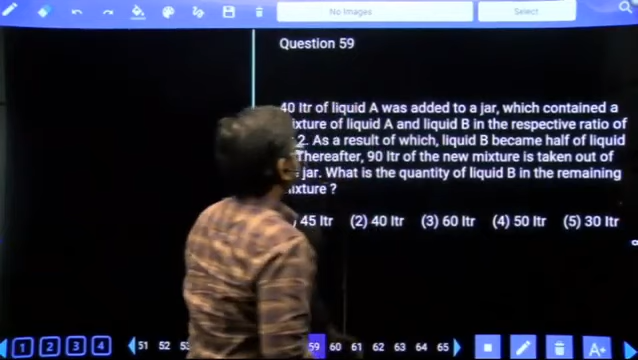 No Images
Select
Question 59
40 ltr of liquid A was added to a jar, which contained a
of liquid A and liquid B in the respective ratio of
2. As a result of which, liquid B became half of liquid
Thereafter, 90 ltr of the new mixture is taken out of
jar. What is the quantity of liquid B in the remaining
?
45 ltr (2) 40 ltr (3) 60 ltr (4) 50 ltr (5) 30 ltr
1 2 3 4 51 52 59 60 61 62 63 64 65 A+